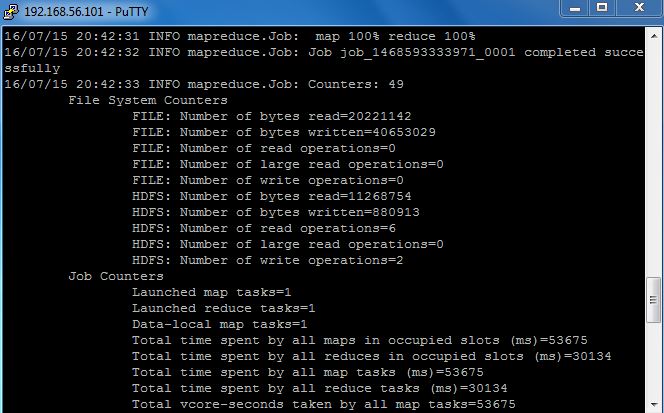 192.168.56.101 - PuTTY
16/07/15 20:42:31 INFO mapreduce.Job:  map 100% reduce 100%
16/07/15 20:42:32 INFO mapreduce.Job: Job job_1468593333971_0001 completed succe
ssfully
16/07/15 20:42:33 INFO mapreduce.Job: Counters: 49
File System Counters
FILE: Number of bytes read=20221142
FILE: Number of bytes written=40653029
FILE: Number of read operations=0
FILE: Number of large read operations=0
FILE: Number of write operations=0
HDFS: Number of bytes read=11268754
HDFS: Number of bytes written=880913
HDFS: Number of read operations=6
HDFS: Number of large read operations=0
HDFS: Number of write operations=2
Job Counters
Launched map tasks=1
Launched reduce tasks=1
Data-local map tasks=1
Total time spent by all maps in occupied slots (ms)=53675
Total time spent by all reduces in occupied slots (ms)=30134
Total time spent by all map tasks (ms)=53675
Total time spent by all reduce tasks (ms)=30134
Total vcore-seconds taken by all map tasks=53675